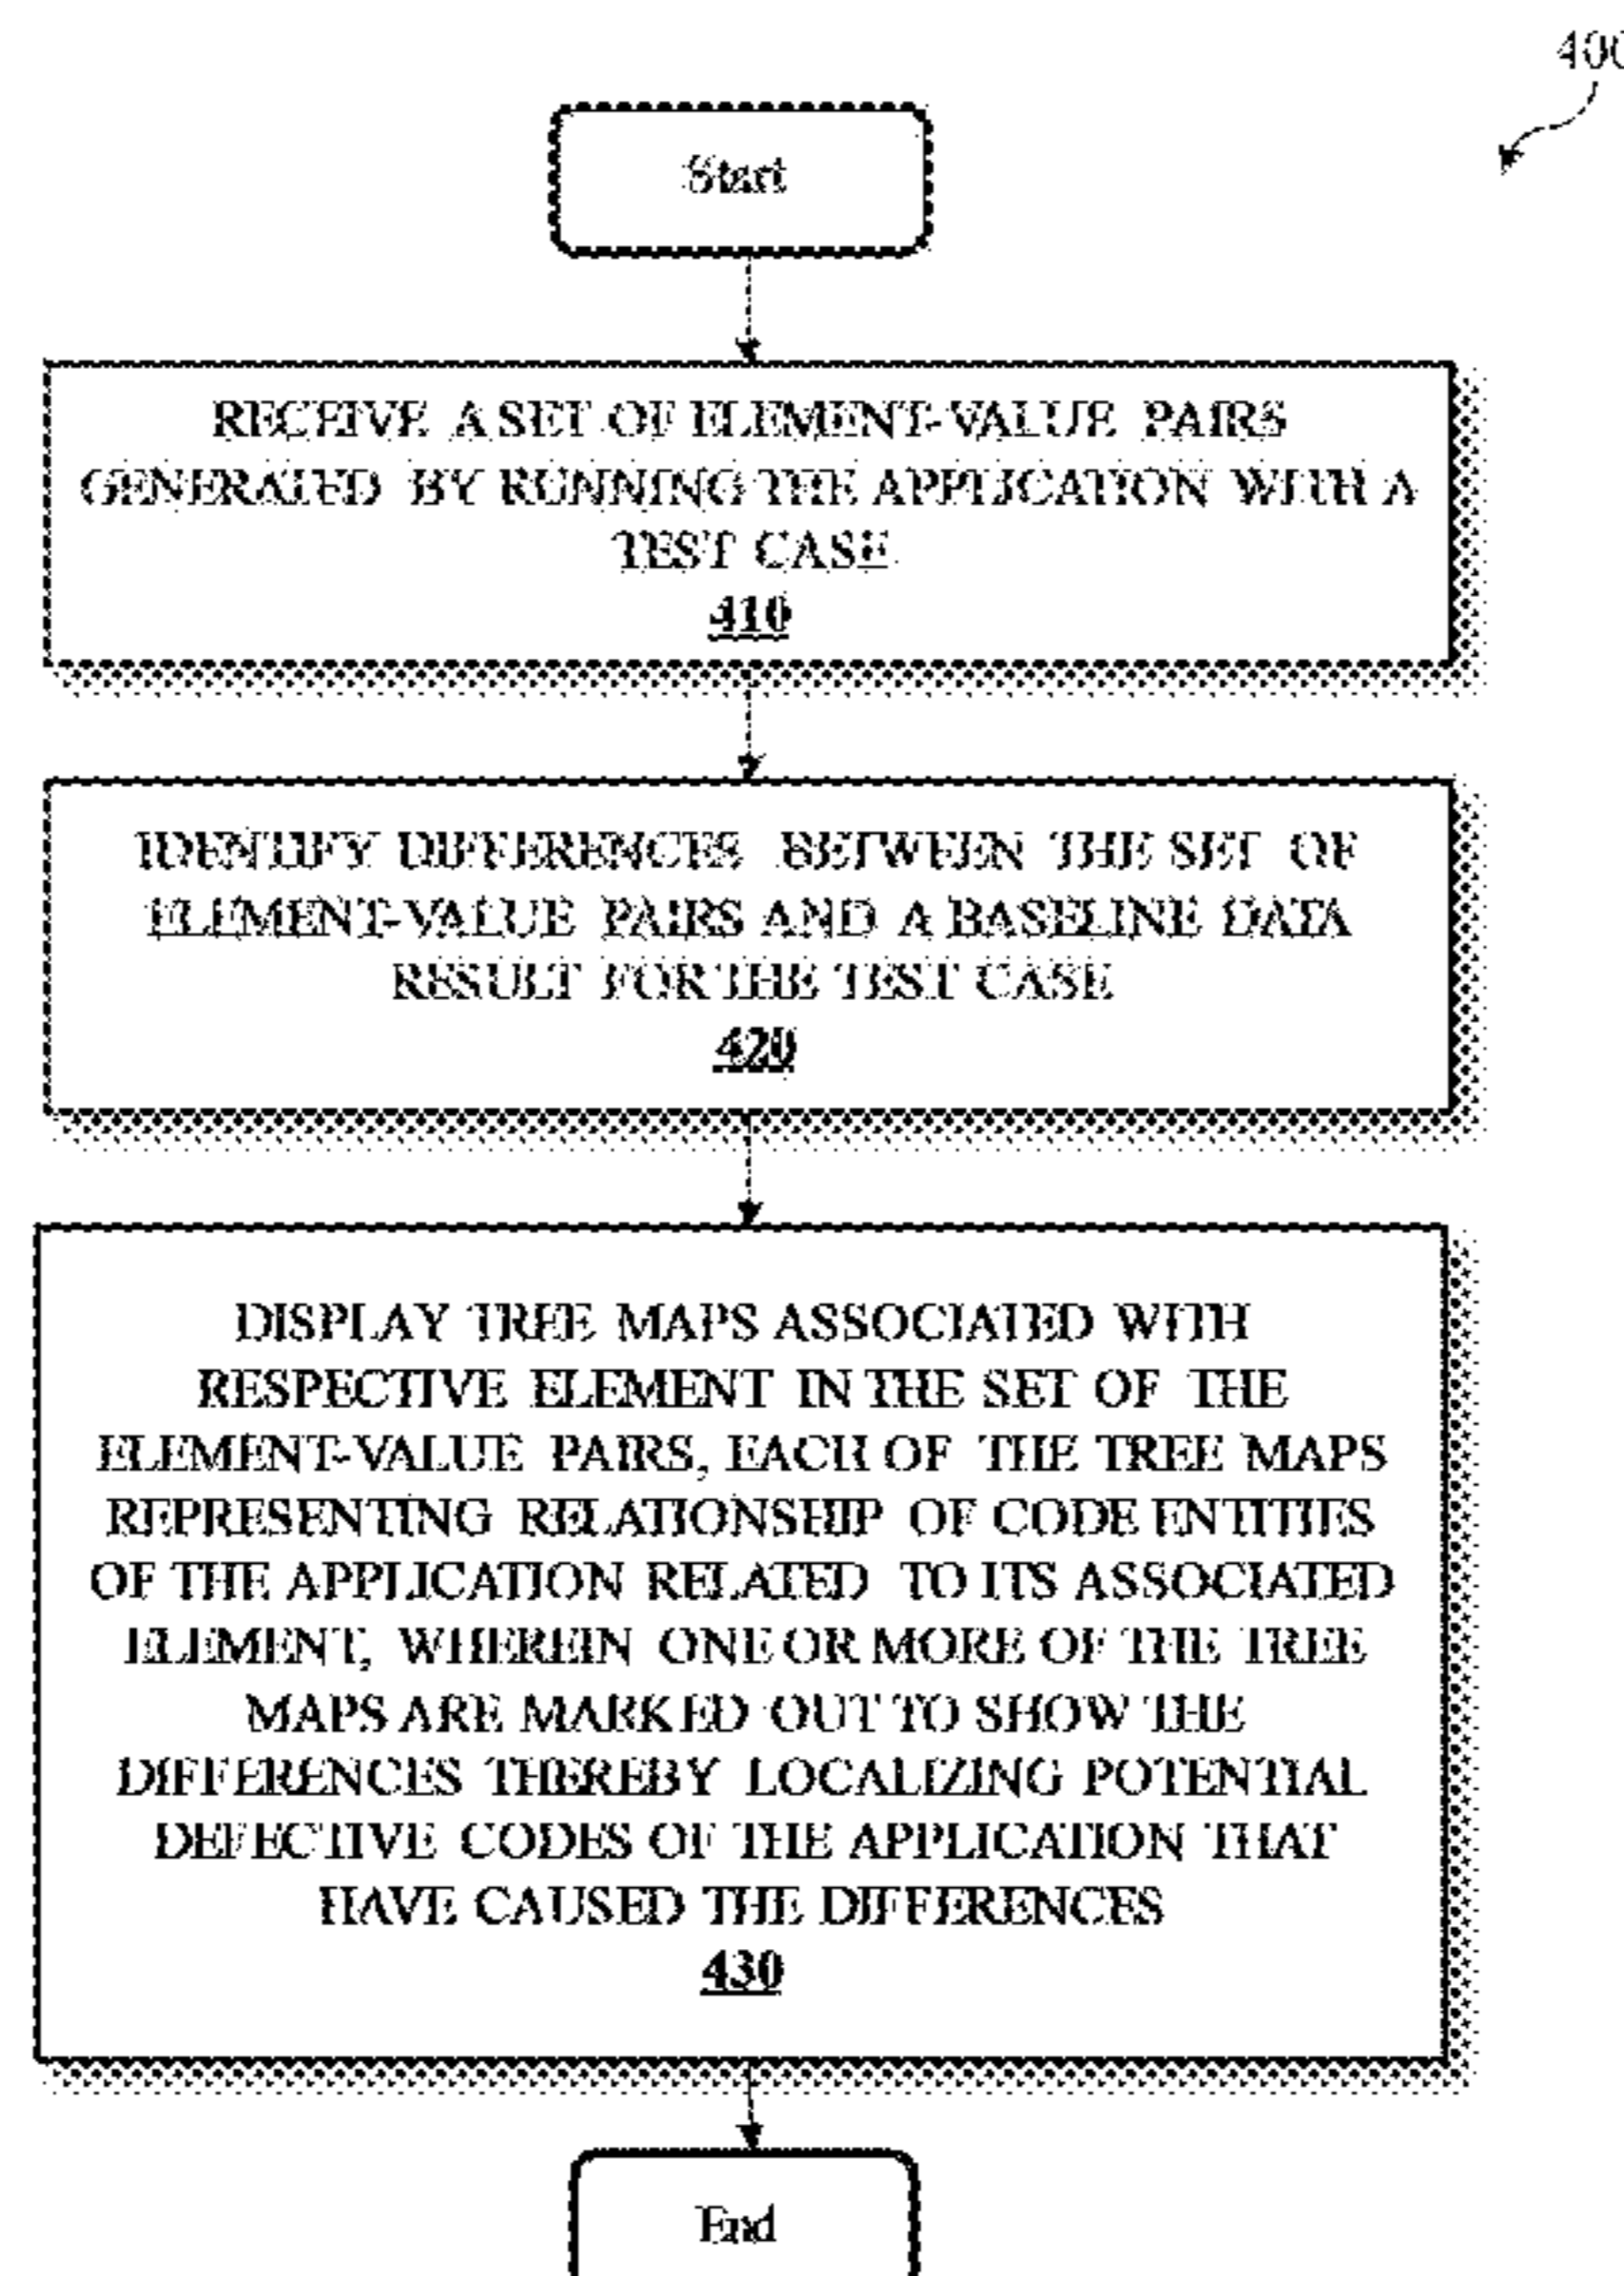 400
Start
RECEIVE A SET OF ELEMENT-VALUE PAIRS
GENERATED BY RUNNING THE APPLICATION WITH A
TEST CASE
410
IDENTIFY DIFFERENCES BETWEEN THE SET OF
ELEMENT-VALUE PAIRS AND A BASELINE DATA
RESULT FOR THE TEST CASE
420
DISPLAY TREE MAPS ASSOCIATED WITH
RESPECTIVE ELEMENT IN THE SET OF THE
ELEMENT-VALUE PAIRS, EACH OF THE TREE MAPS
REPRESENTING RELATIONSHIP OF CODE ENTITIES
OF THE APPLICATION RELATED TO ITS ASSOCIATED
ELEMENT, WHEREIN ONE OR MORE OF THE TREE
MAPS ARE MARKED OUT TO SHOW THE
DIFFERENCES THEREBY LOCALIZING POTENTIAL
DEFECTIVE CODES OF THE APPLICATION THAT
HAVE CAUSED THE DIFFERENCES
430
End